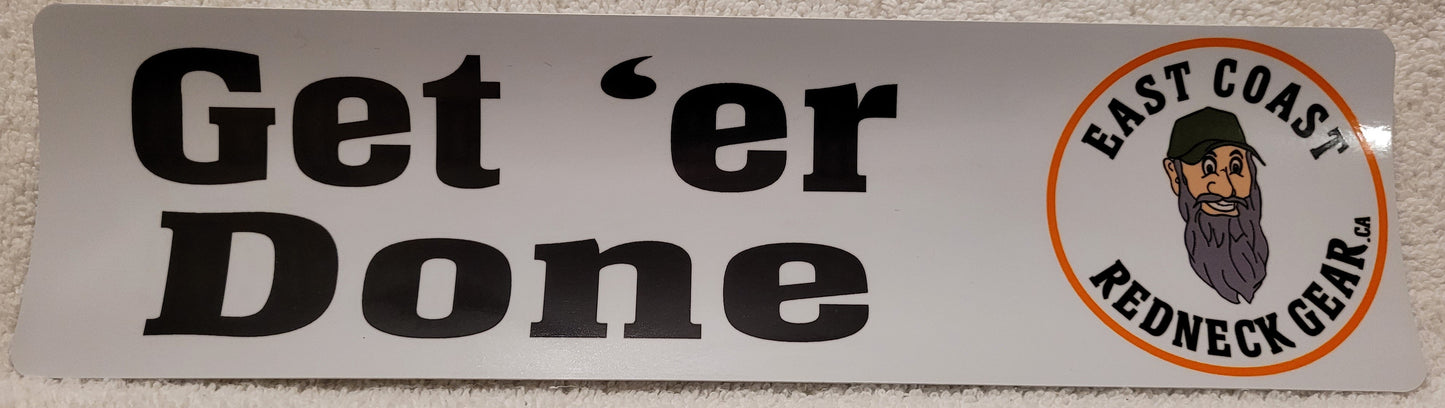 Get ‘er
Done
EAST COAST
REDNECK GEAR.CA